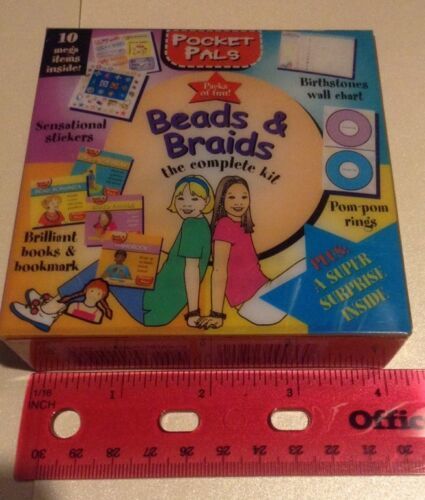 10
mega
items
inside!
POCKET
PALS
Packs
of fun!
Beads &
Braids
the complete kit
Birthstones
wall chart
Sensational
stickers
Pom-pom
rings
Brilliant
books &
bookmark
PLUS:
A SUPER
SURPRISE
INSIDE
1/16
INCH
1 2 3 4
Offic
30 29 28 27 26 25 24 23 22 21 20